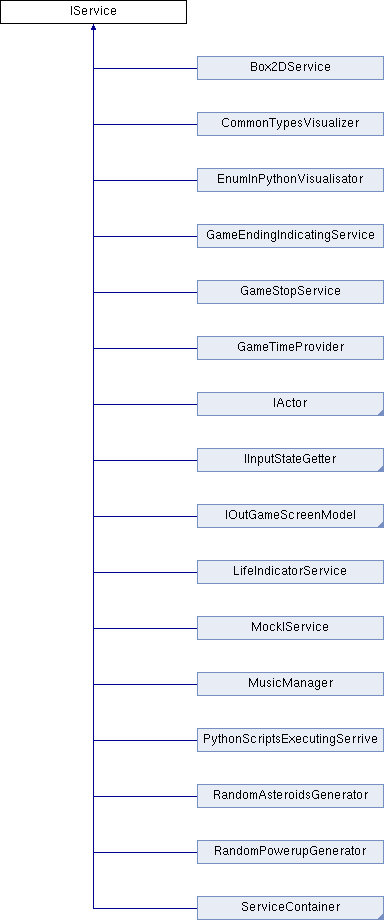 IService
Box2DService
CommonTypesVisualizer
EnumInPythonVisualisator
GameEndingIndicatingService
GameStopService
GameTimeProvider
IActor
IInputStateGetter
IOutGameScreenModel
LifeIndicatorService
MockIService
MusicManager
PythonScriptsExecutingSerrive
RandomAsteroidsGenerator
RandomPowerupGenerator
ServiceContainer